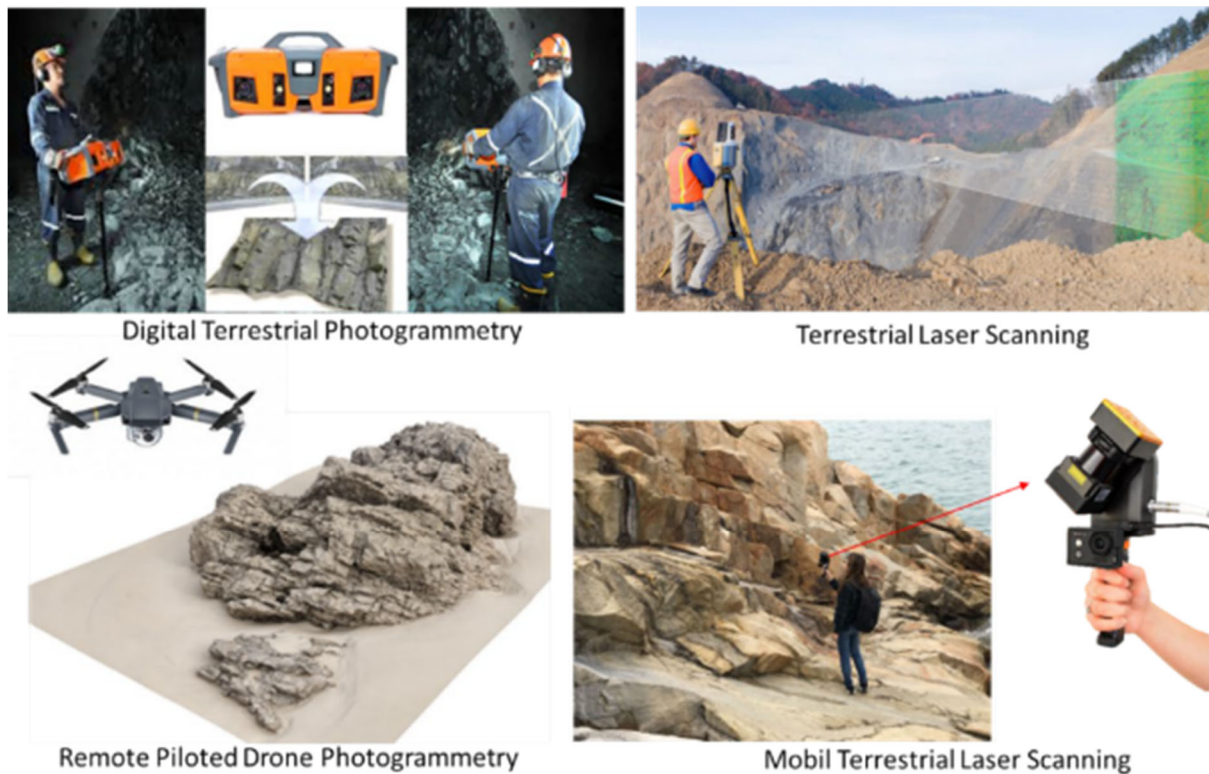 Digital Terrestrial Photogrammetry
Terrestrial Laser Scanning
Remote Piloted Drone Photogrammetry
Mobil Terrestrial Laser Scanning